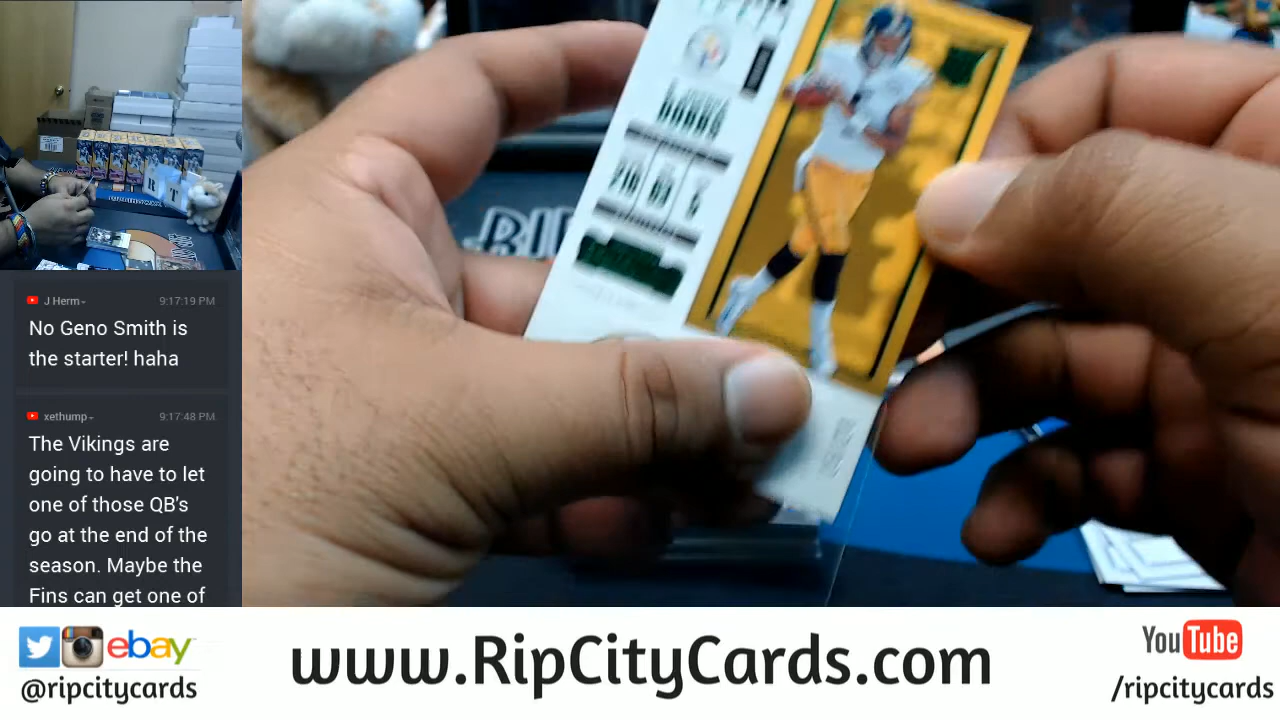 J Herm
9:17:19 PM
No Geno Smith is
the starter! haha
xethump
9:17:48 PM
The Vikings are
going to have to let
one of those QB's
go at the end of the
season. Maybe the
Fins can get one of
DOBBS
ebay
@ripcitycards
www.RipCityCards.com
YouTube
/ripcitycards